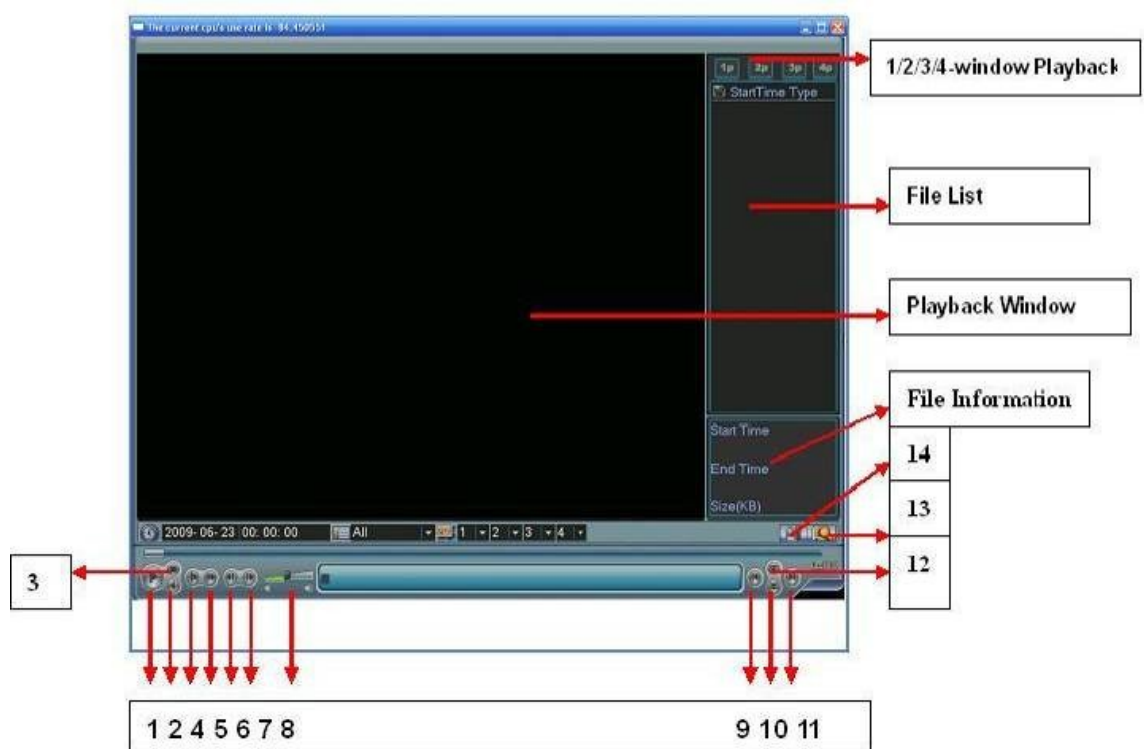 The current cpu's use rate is 84.450551
1p 2p 3p 4p
1/2/3/4-window Playback
StartTime Type
File List
Playback Window
File Information
Start Time
End Time
Size(KB)
14
13
12
2009- 06- 23 00: 00: 00 All 1 2 3 4
3
1 2 4 5 6 7 8 9 10 11